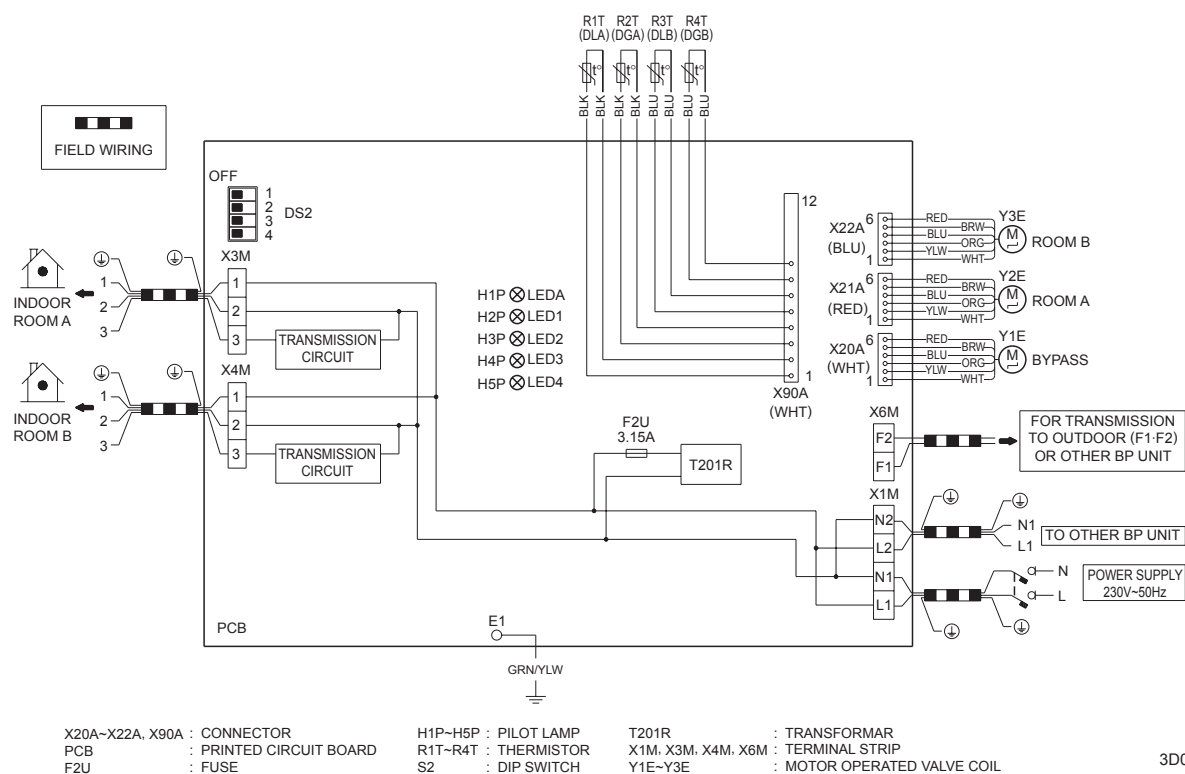 R1T R2T R3T R4T
(DLA) (DGA) (DLB) (DGB)
t° t° t° t°
BLK BLK BLK BLK BLU BLU BLU BLU
FIELD WIRING
OFF
1
2
3
4
DS2
X3M
1
2
3
INDOOR
ROOM A
1
2
3
TRANSMISSION
CIRCUIT
X4M
1
2
3
INDOOR
ROOM B
1
2
3
TRANSMISSION
CIRCUIT
H1P LEDA
H2P LED1
H3P LED2
H4P LED3
H5P LED4
12
1
X90A
(WHT)
X22A
(BLU)
6
1
RED
BRW
BLU
ORG
YLW
WHT
Y3E
M
ROOM B
X21A
(RED)
6
1
RED
BRW
BLU
ORG
YLW
WHT
Y2E
M
ROOM A
X20A
(WHT)
6
1
RED
BRW
BLU
ORG
YLW
WHT
Y1E
M
BYPASS
F2U
3.15A
T201R
X6M
F2
F1
FOR TRANSMISSION
TO OUTDOOR (F1·F2)
OR OTHER BP UNIT
X1M
N2
L2
N1
L1
N1
L1
TO OTHER BP UNIT
N
L
POWER SUPPLY
230V~50Hz
PCB
E1
GRN/YLW
X20A~X22A, X90A : CONNECTOR
PCB : PRINTED CIRCUIT BOARD
F2U : FUSE
H1P~H5P : PILOT LAMP
R1T~R4T : THERMISTOR
S2 : DIP SWITCH
T201R : TRANSFORMAR
X1M, X3M, X4M, X6M : TERMINAL STRIP
Y1E~Y3E : MOTOR OPERATED VALVE COIL